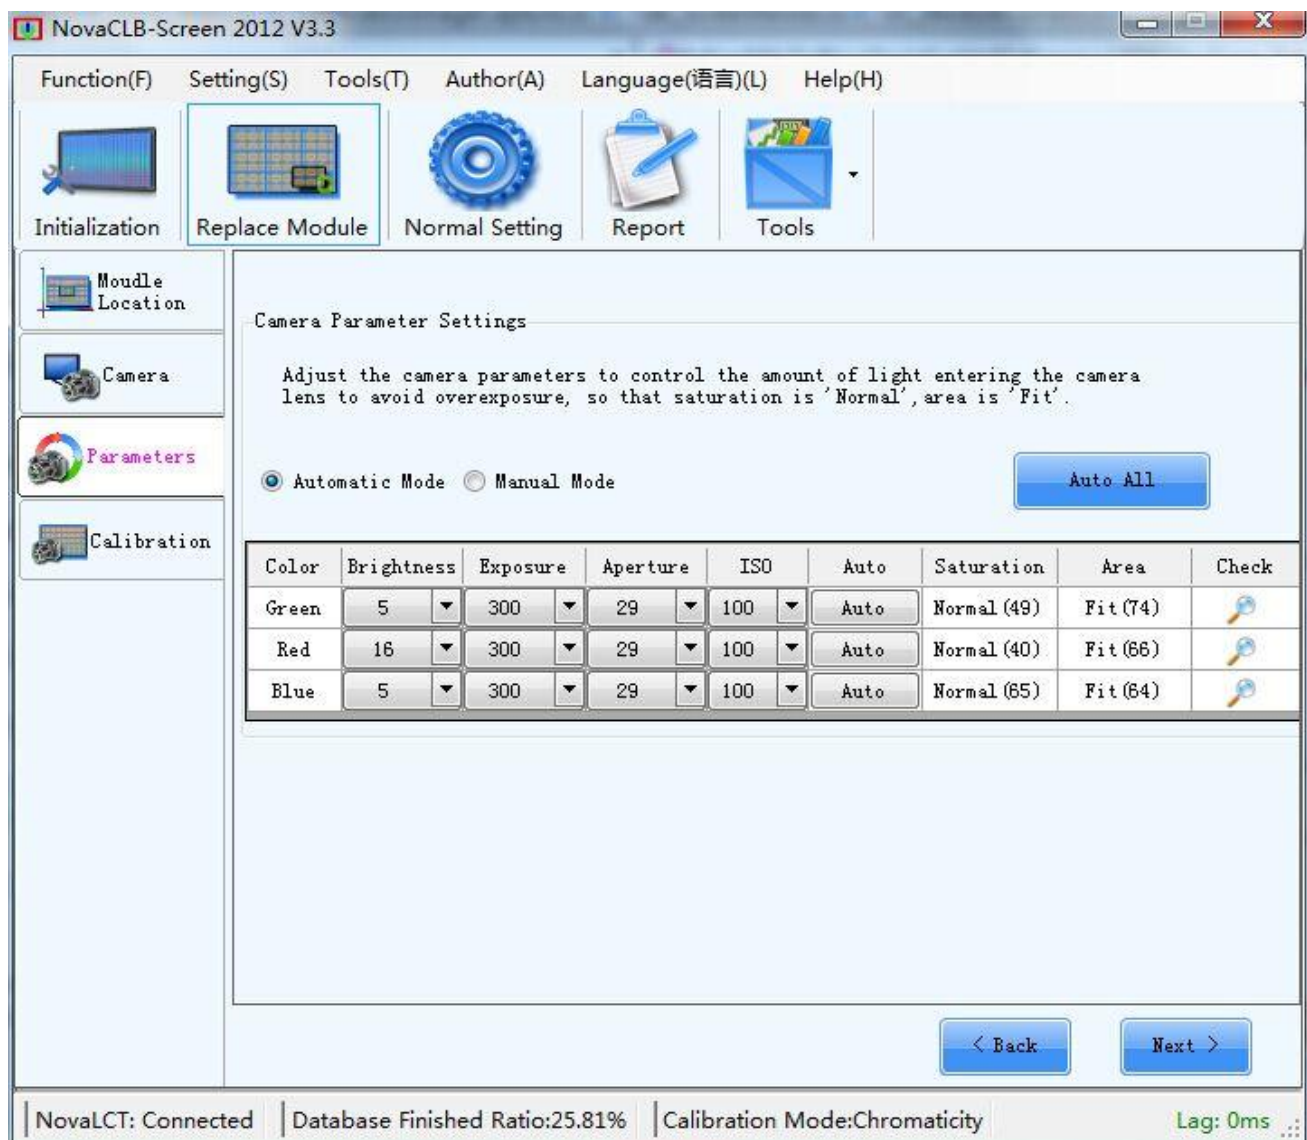 NovaCLB-Screen 2012 V3.3
Function(F) Setting(S) Tools(T) Author(A) Language(语言)(L) Help(H)
Initialization Replace Module Normal Setting Report Tools
Moudle
Location
Camera
Parameters
Calibration
Camera Parameter Settings
Adjust the camera parameters to control the amount of light entering the camera
lens to avoid overexposure, so that saturation is 'Normal', area is 'Fit'.
Automatic Mode Manual Mode Auto All
Color Brightness Exposure Aperture ISO Auto Saturation Area Check
Green 5 300 29 100 Auto Normal(49) Fit(74)
Red 16 300 29 100 Auto Normal(40) Fit(66)
Blue 5 300 29 100 Auto Normal(65) Fit(64)
< Back Next >
NovaLCT: Connected Database Finished Ratio:25.81% Calibration Mode:Chromaticity Lag: 0ms